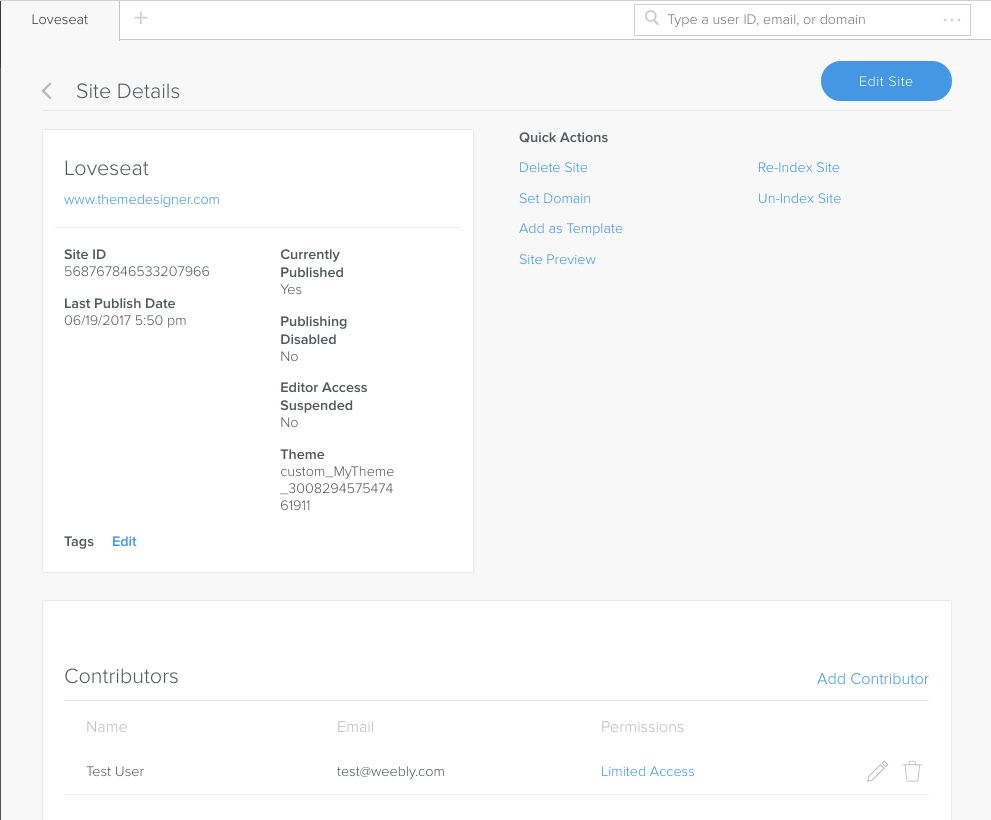 Loveseat
Type a user ID, email, or domain
Site Details
Edit Site
Loveseat
www.themedesigner.com
Site ID
568767846533207966
Last Publish Date
06/19/2017 5:50 pm
Currently
Published
Yes
Publishing
Disabled
No
Editor Access
Suspended
No
Theme
custom_MyTheme
_3008294575474
61911
Tags Edit
Quick Actions
Delete Site
Set Domain
Add as Template
Site Preview
Re-Index Site
Un-Index Site
Contributors
Add Contributor
Name Email Permissions
Test User test@weebly.com Limited Access